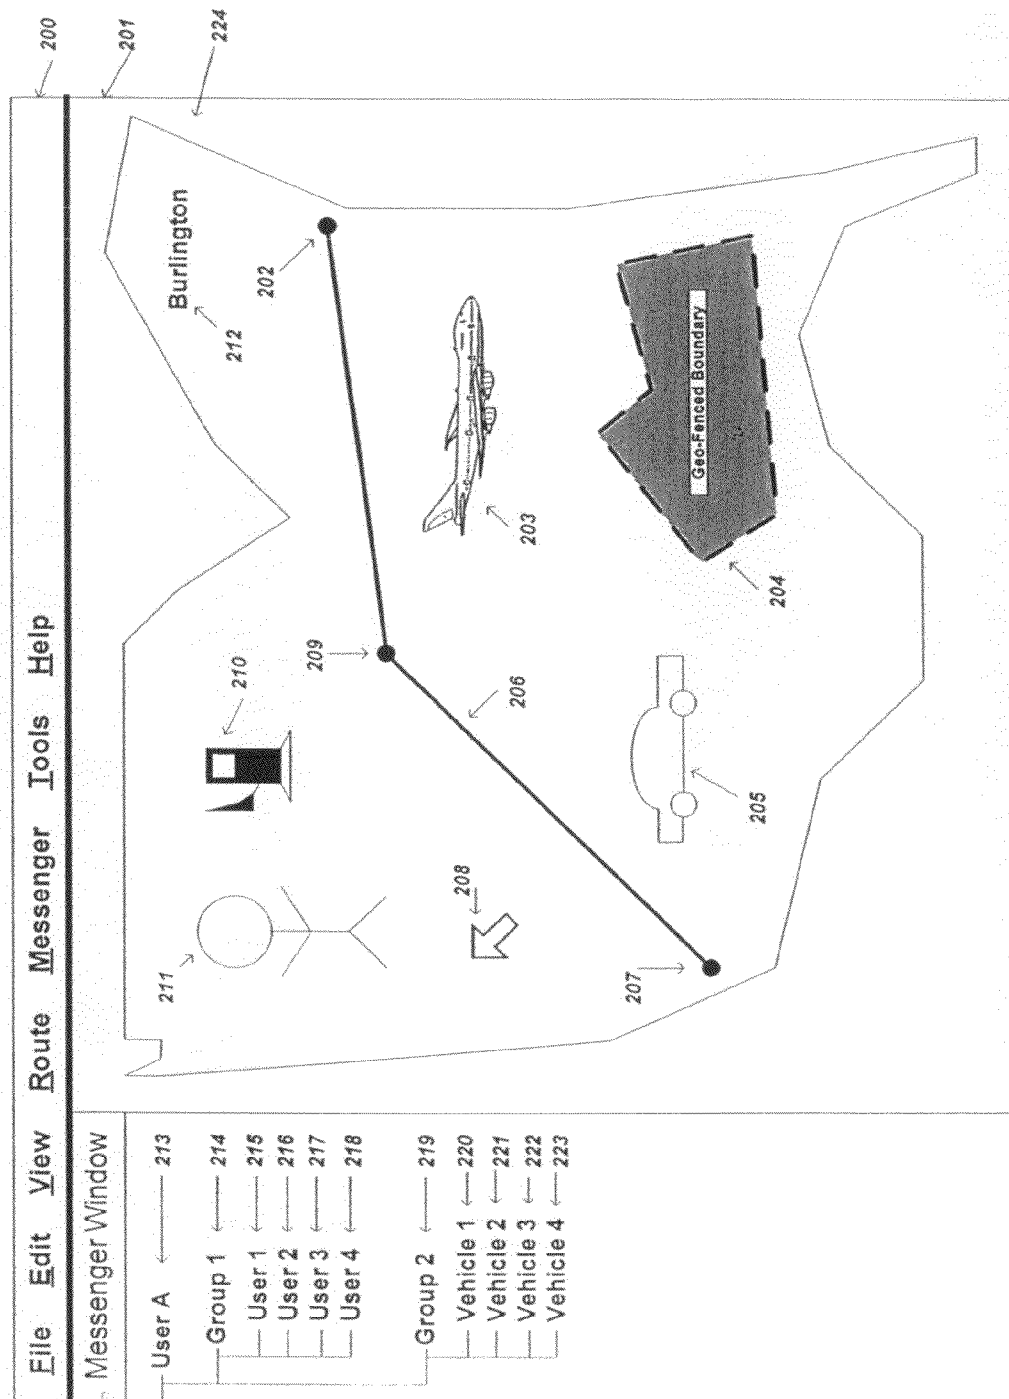 200
File Edit View Route Messenger Tools Help
201
Messenger Window
224
User A 213
Group 1 214
User 1 215
User 2 216
User 3 217
User 4 218
Group 2 219
Vehicle 1 220
Vehicle 2 221
Vehicle 3 222
Vehicle 4 223
211
210
Burlington
212
202
209
208
206
203
207
205
Geo-Fenced Boundary
204